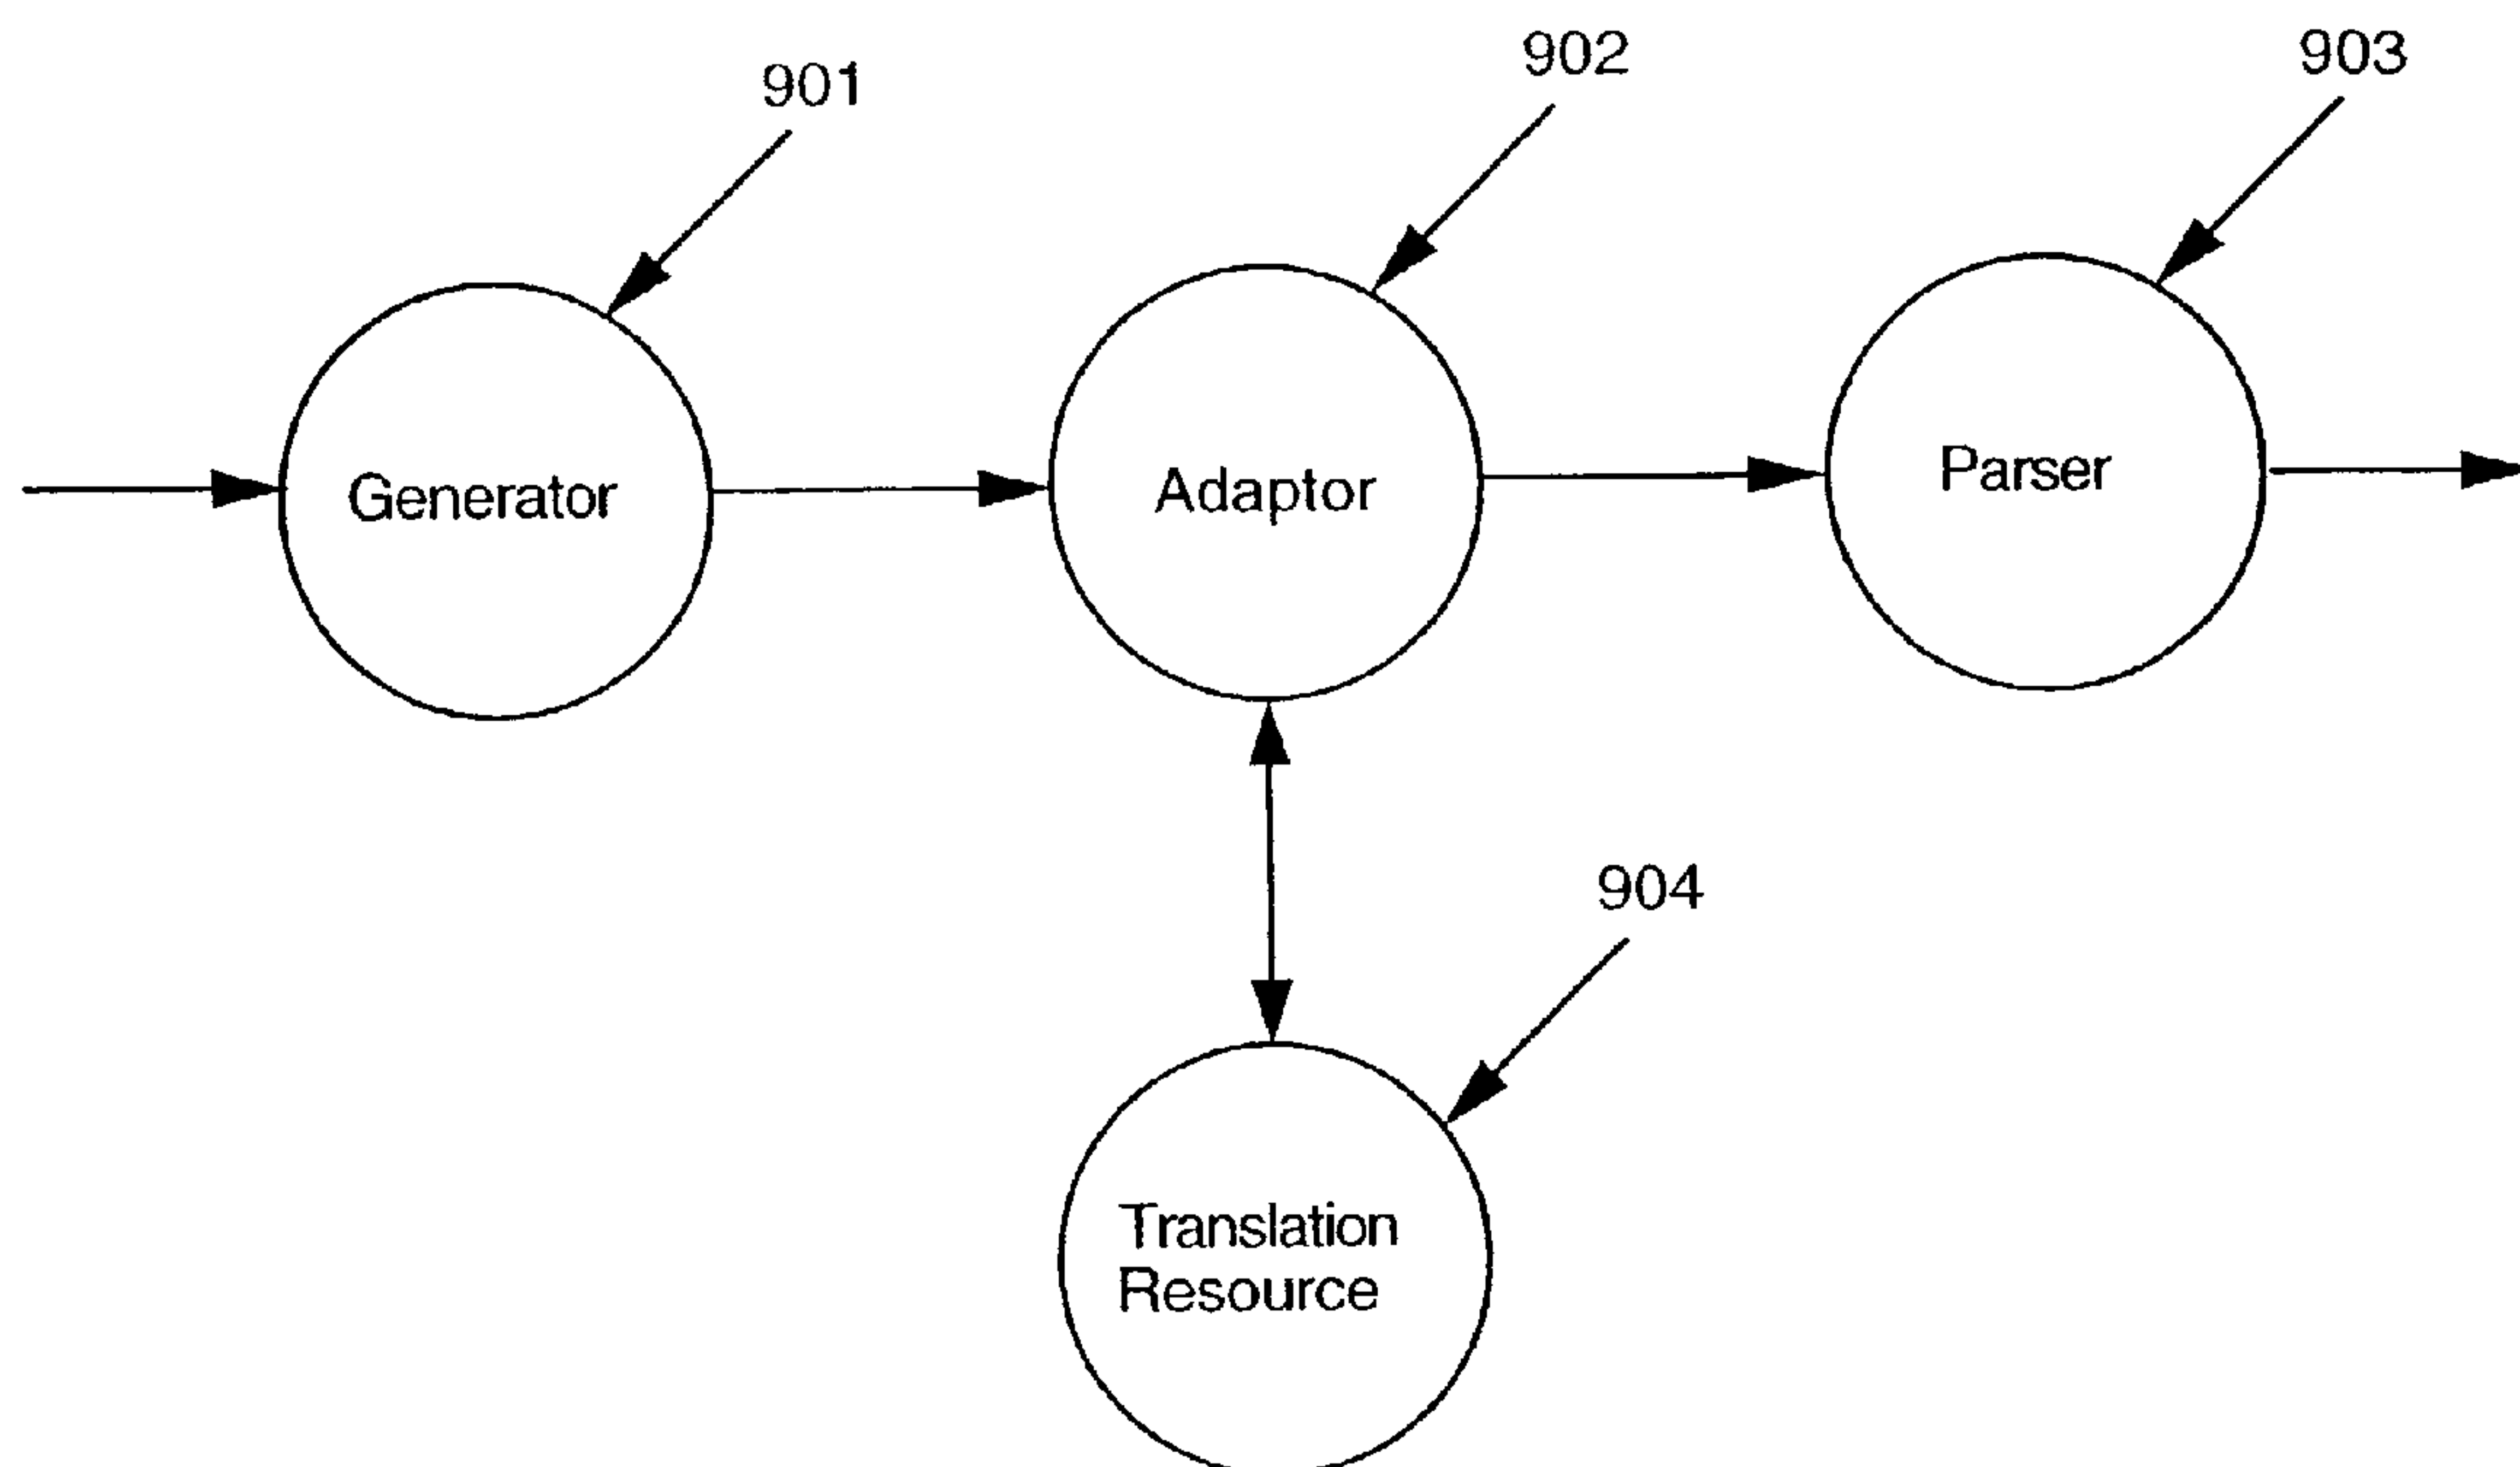 901
902
903
Generator
Adaptor
Parser
904
Translation
Resource